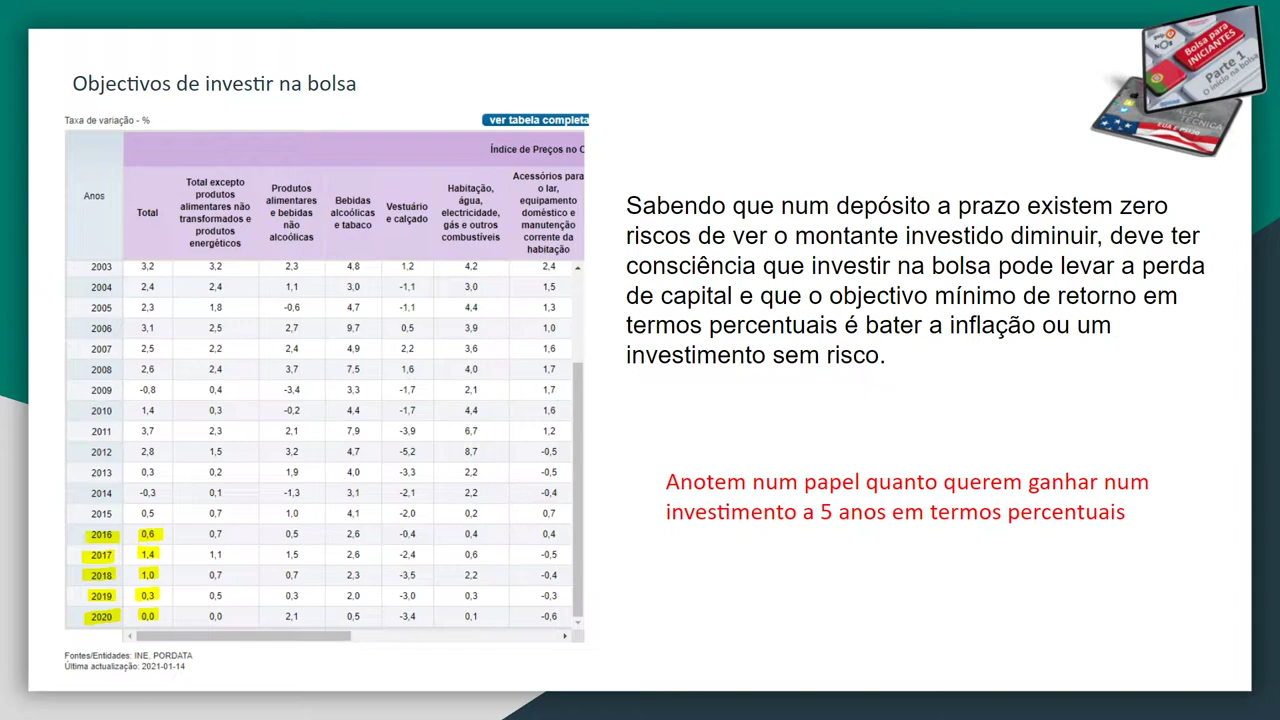 Objectivos de investir na bolsa
Taxa de variação - %
ver tabela completa
Índice de Preços no C
Anos
Total
Total excepto
produtos
alimentares não
transformados e
produtos
energéticos
Produtos
alimentares
e bebidas
não
alcoólicas
Bebidas
alcoólicas
e tabaco
Vestuário
e calçado
Habitação,
água,
electricidade,
gás e outros
combustíveis
Acessórios para
o lar,
equipamento
doméstico e
manutenção
corrente da
habitação
2003 3,2 3,2 2,3 4,8 1,2 4,2 2,4
2004 2,4 2,4 1,1 3,0 -1,1 3,0 1,5
2005 2,3 1,8 -0,6 4,7 -1,1 4,4 1,3
2006 3,1 2,5 2,7 9,7 0,5 3,9 1,0
2007 2,5 2,2 2,4 4,9 2,2 3,6 1,6
2008 2,6 2,4 3,7 7,5 1,6 4,0 1,7
2009 -0,8 0,4 -3,4 3,3 -1,7 2,1 1,7
2010 1,4 0,3 -0,2 4,4 -1,7 4,4 1,6
2011 3,7 2,3 2,1 7,9 -3,9 6,7 1,2
2012 2,8 1,5 3,2 4,7 -5,2 8,7 -0,5
2013 0,3 0,2 1,9 4,0 -3,3 2,2 -0,5
2014 -0,3 0,1 -1,3 3,1 -2,1 2,2 -0,4
2015 0,5 0,7 1,0 4,1 -2,0 0,2 0,7
2016 0,6 0,7 0,5 2,6 -0,4 0,4 0,4
2017 1,4 1,1 1,5 2,6 -2,4 0,6 -0,5
2018 1,0 0,7 0,7 2,3 -3,5 2,2 -0,4
2019 0,3 0,5 0,3 2,0 -3,0 0,3 -0,3
2020 0,0 0,0 2,1 0,5 -3,4 0,1 -0,6
Fontes/Entidades: INE, PORDATA
Última actualização: 2021-01-14
Sabendo que num depósito a prazo existem zero
riscos de ver o montante investido diminuir, deve ter
consciência que investir na bolsa pode levar a perda
de capital e que o objectivo mínimo de retorno em
termos percentuais é bater a inflação ou um
investimento sem risco.
Anotem num papel quanto querem ganhar num
investimento a 5 anos em termos percentuais
NOS
Bolsa para
INICIANTES
Parte 1
O início na bolsa
TÉCNICA